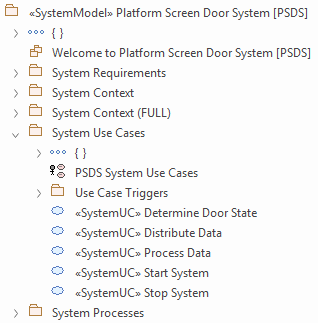 «SystemModel» Platform Screen Door System [PSDS]
{ }
Welcome to Platform Screen Door System [PSDS]
System Requirements
System Context
System Context (FULL)
System Use Cases
{ }
PSDS System Use Cases
Use Case Triggers
«SystemUC» Determine Door State
«SystemUC» Distribute Data
«SystemUC» Process Data
«SystemUC» Start System
«SystemUC» Stop System
System Processes